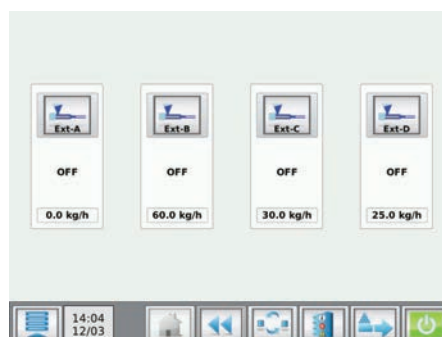 Ext-A Ext-B Ext-C Ext-D
OFF OFF OFF OFF
0.0 kg/h 60.0 kg/h 30.0 kg/h 25.0 kg/h
14:04
12/03